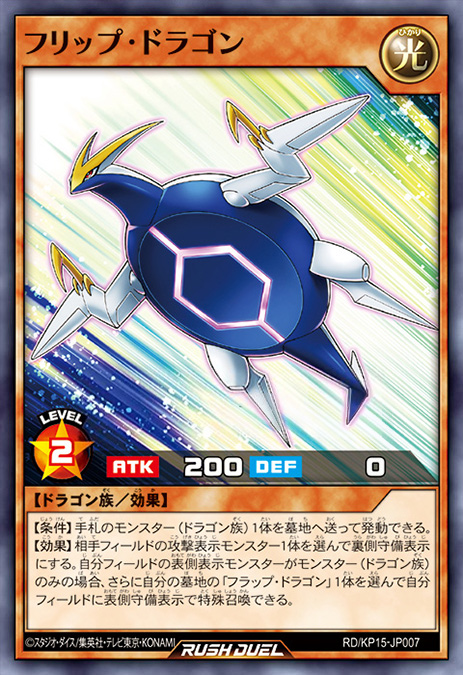 フリップ・ドラゴン
ひかり
光
LEVEL
2
ATK 200 DEF 0
【ドラゴン族／効果】
【条件】手札のモンスター(ドラゴン族)1体を墓地へ送って発動できる。
【効果】相手フィールドの攻撃表示モンスター1体を選んで裏側守備表示
にする。自分フィールドの表側表示モンスターがモンスター(ドラゴン族)
のみの場合、さらに自分の墓地の「フラップ・ドラゴン」1体を選んで自分
フィールドに表側守備表示で特殊召喚できる。
©スタジオ・ダイス/集英社・テレビ東京・KONAMI
RUSH DUEL
RD/KP15-JP007